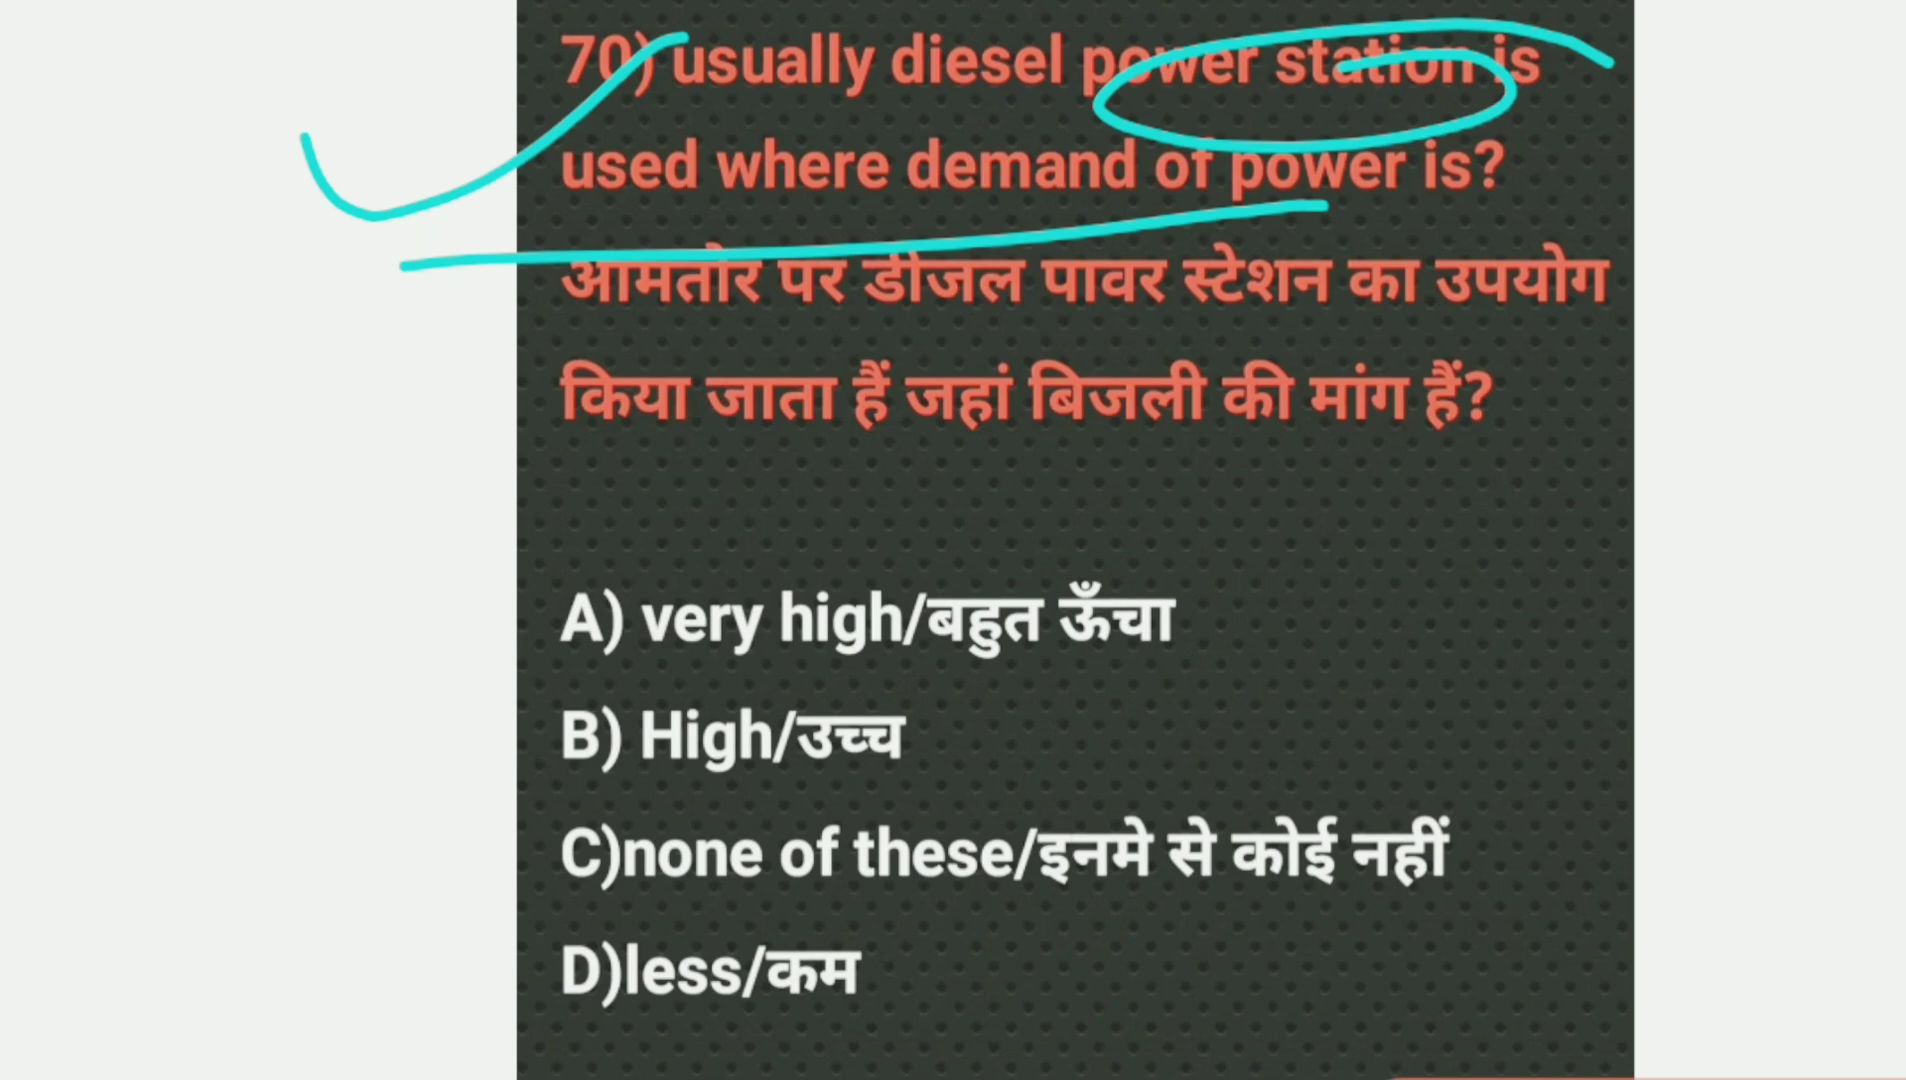 70) usually diesel power station is
used where demand of power is?
आमतौर पर डीजल पावर स्टेशन का उपयोग
किया जाता हैं जहां बिजली की मांग हैं?
A) very high/बहुत ऊँचा
B) High/उच्च
C)none of these/इनमे से कोई नहीं
D)less/कम